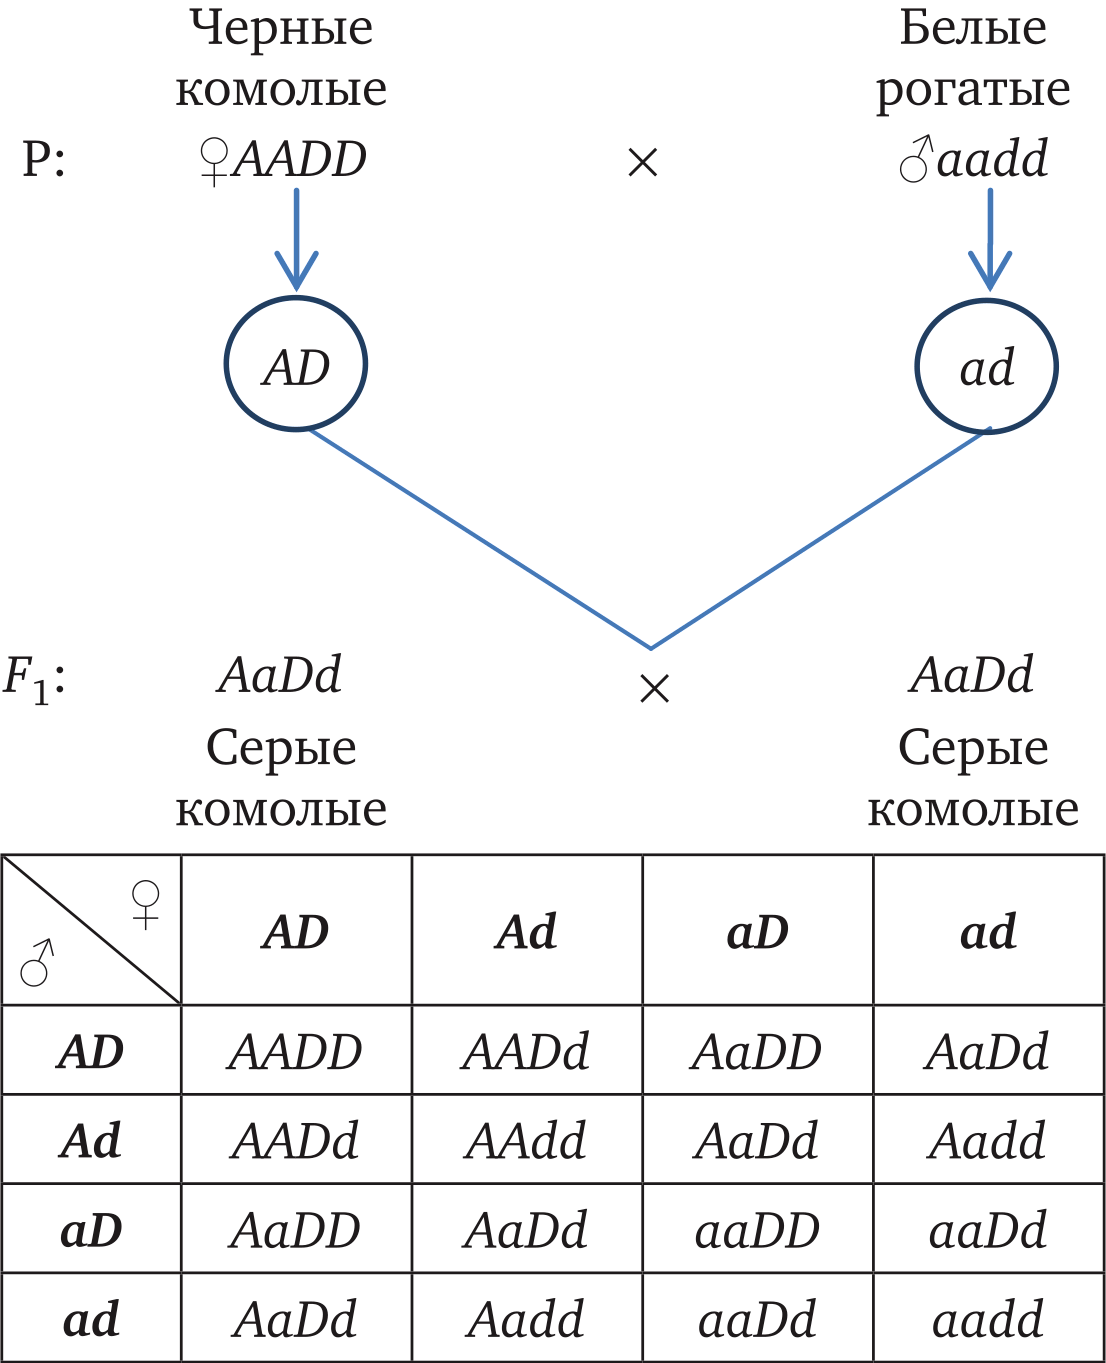 Черные Белые
комолые рогатые
P: ♀AADD × ♂aadd
AD ad
F₁: AaDd × AaDd
Серые Серые
комолые комолые
♀ ♂ AD Ad aD ad
AD AADD AADd AaDD AaDd
Ad AADd AAdd AaDd Aadd
aD AaDD AaDd aaDD aaDd
ad AaDd Aadd aaDd aadd